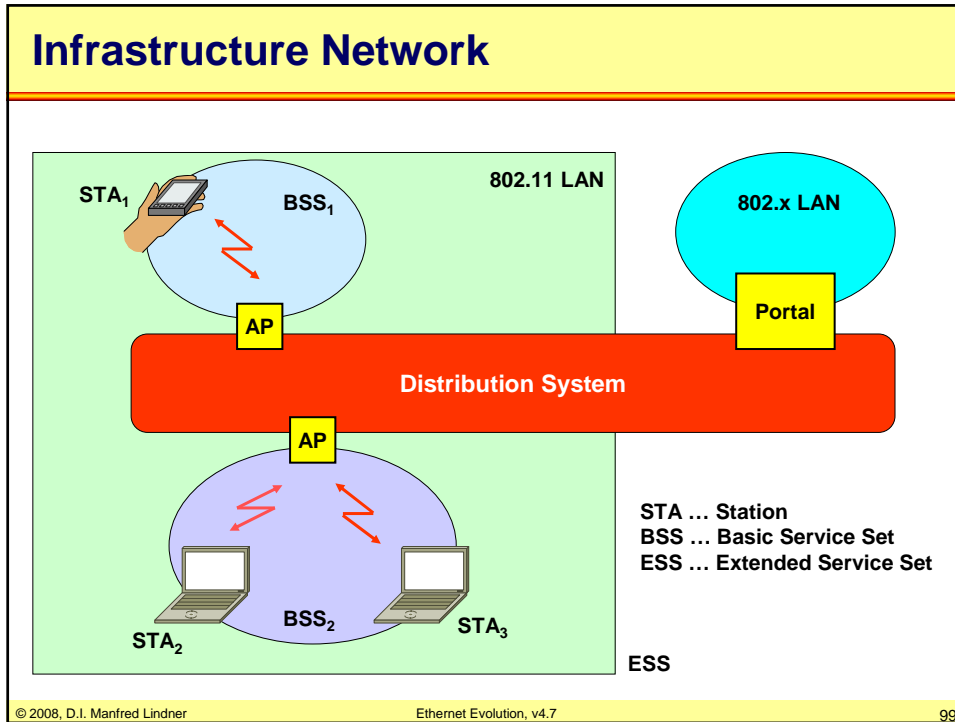 Infrastructure Network
802.11 LAN
STA1
BSS1
802.x LAN
AP
Portal
Distribution System
AP
STA … Station
BSS … Basic Service Set
ESS … Extended Service Set
STA2
BSS2
STA3
ESS
© 2008, D.I. Manfred Lindner
Ethernet Evolution, v4.7
99